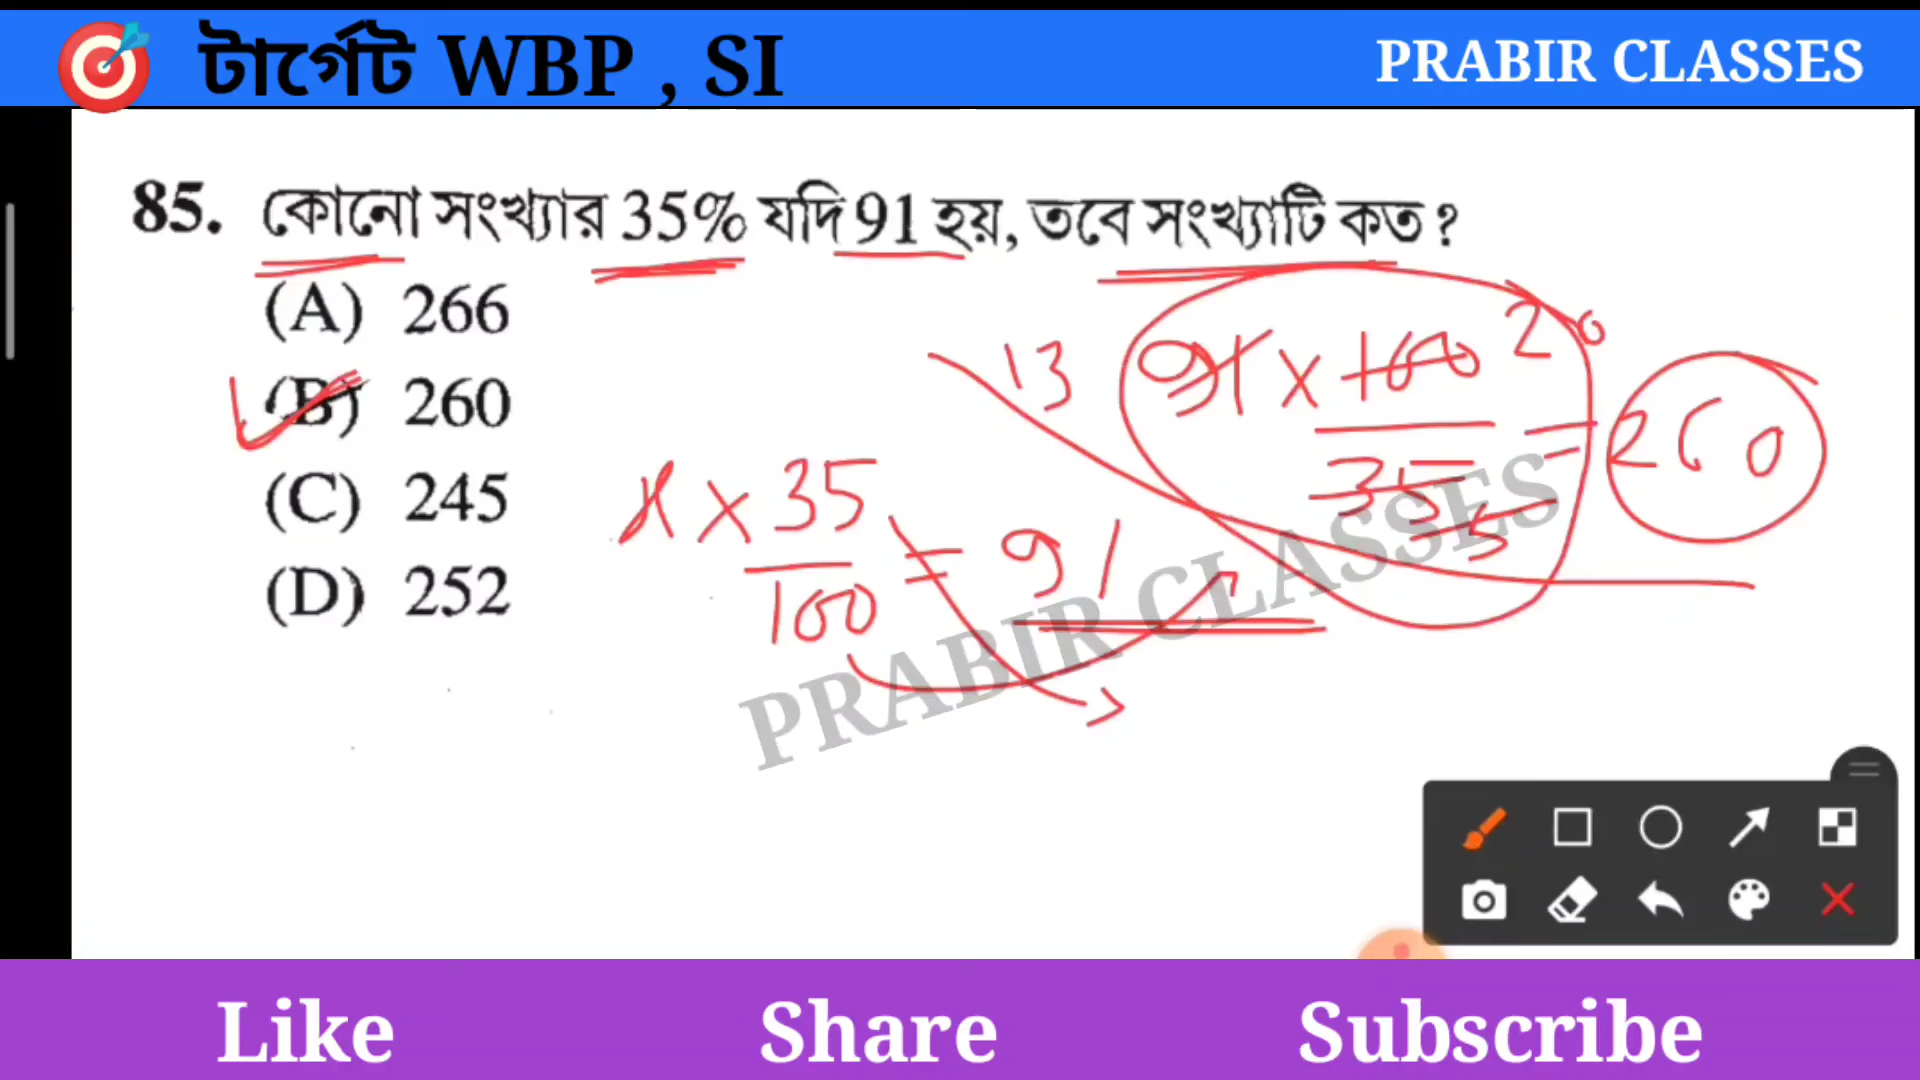 টার্গেট WBP , SI
PRABIR CLASSES
85. কোনো সংখ্যার 35% যদি 91 হয়, তবে সংখ্যাটি কত ?
(A) 266
(B) 260
(C) 245
(D) 252
13 91 x 100 20
35 = 260
5
x x 35
100 = 91
PRABIR CLASSES
Like Share Subscribe